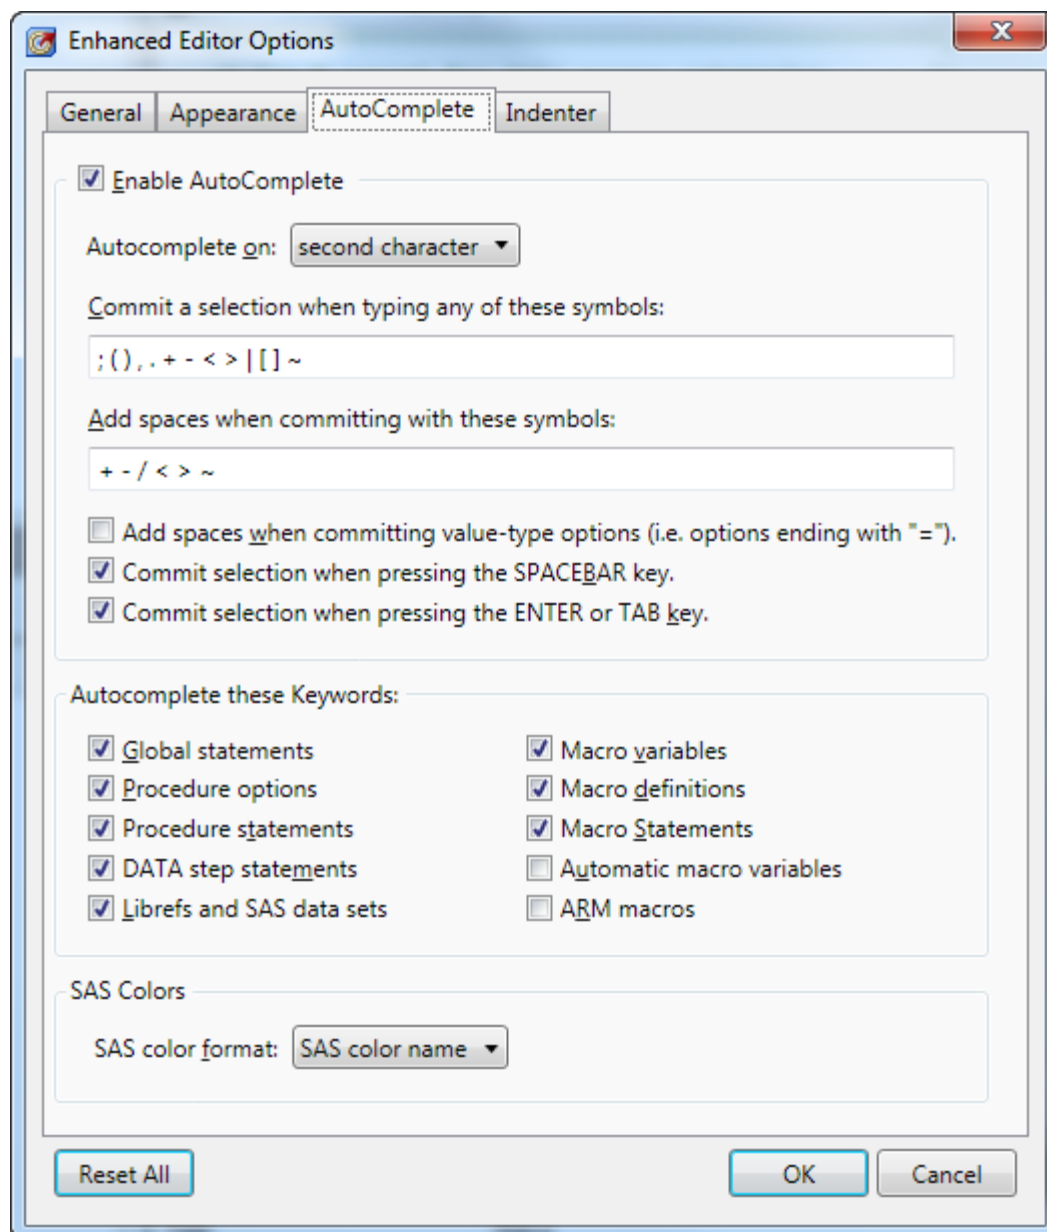 Enhanced Editor Options
General Appearance AutoComplete Indenter
Enable AutoComplete
Autocomplete on: second character
Commit a selection when typing any of these symbols:
; ( ) , . + - < > | [ ] ~
Add spaces when committing with these symbols:
+ - / < > ~
Add spaces when committing value-type options (i.e. options ending with "=").
Commit selection when pressing the SPACEBAR key.
Commit selection when pressing the ENTER or TAB key.
Autocomplete these Keywords:
Global statements Macro variables
Procedure options Macro definitions
Procedure statements Macro Statements
DATA step statements Automatic macro variables
Librefs and SAS data sets ARM macros
SAS Colors
SAS color format: SAS color name
Reset All OK Cancel